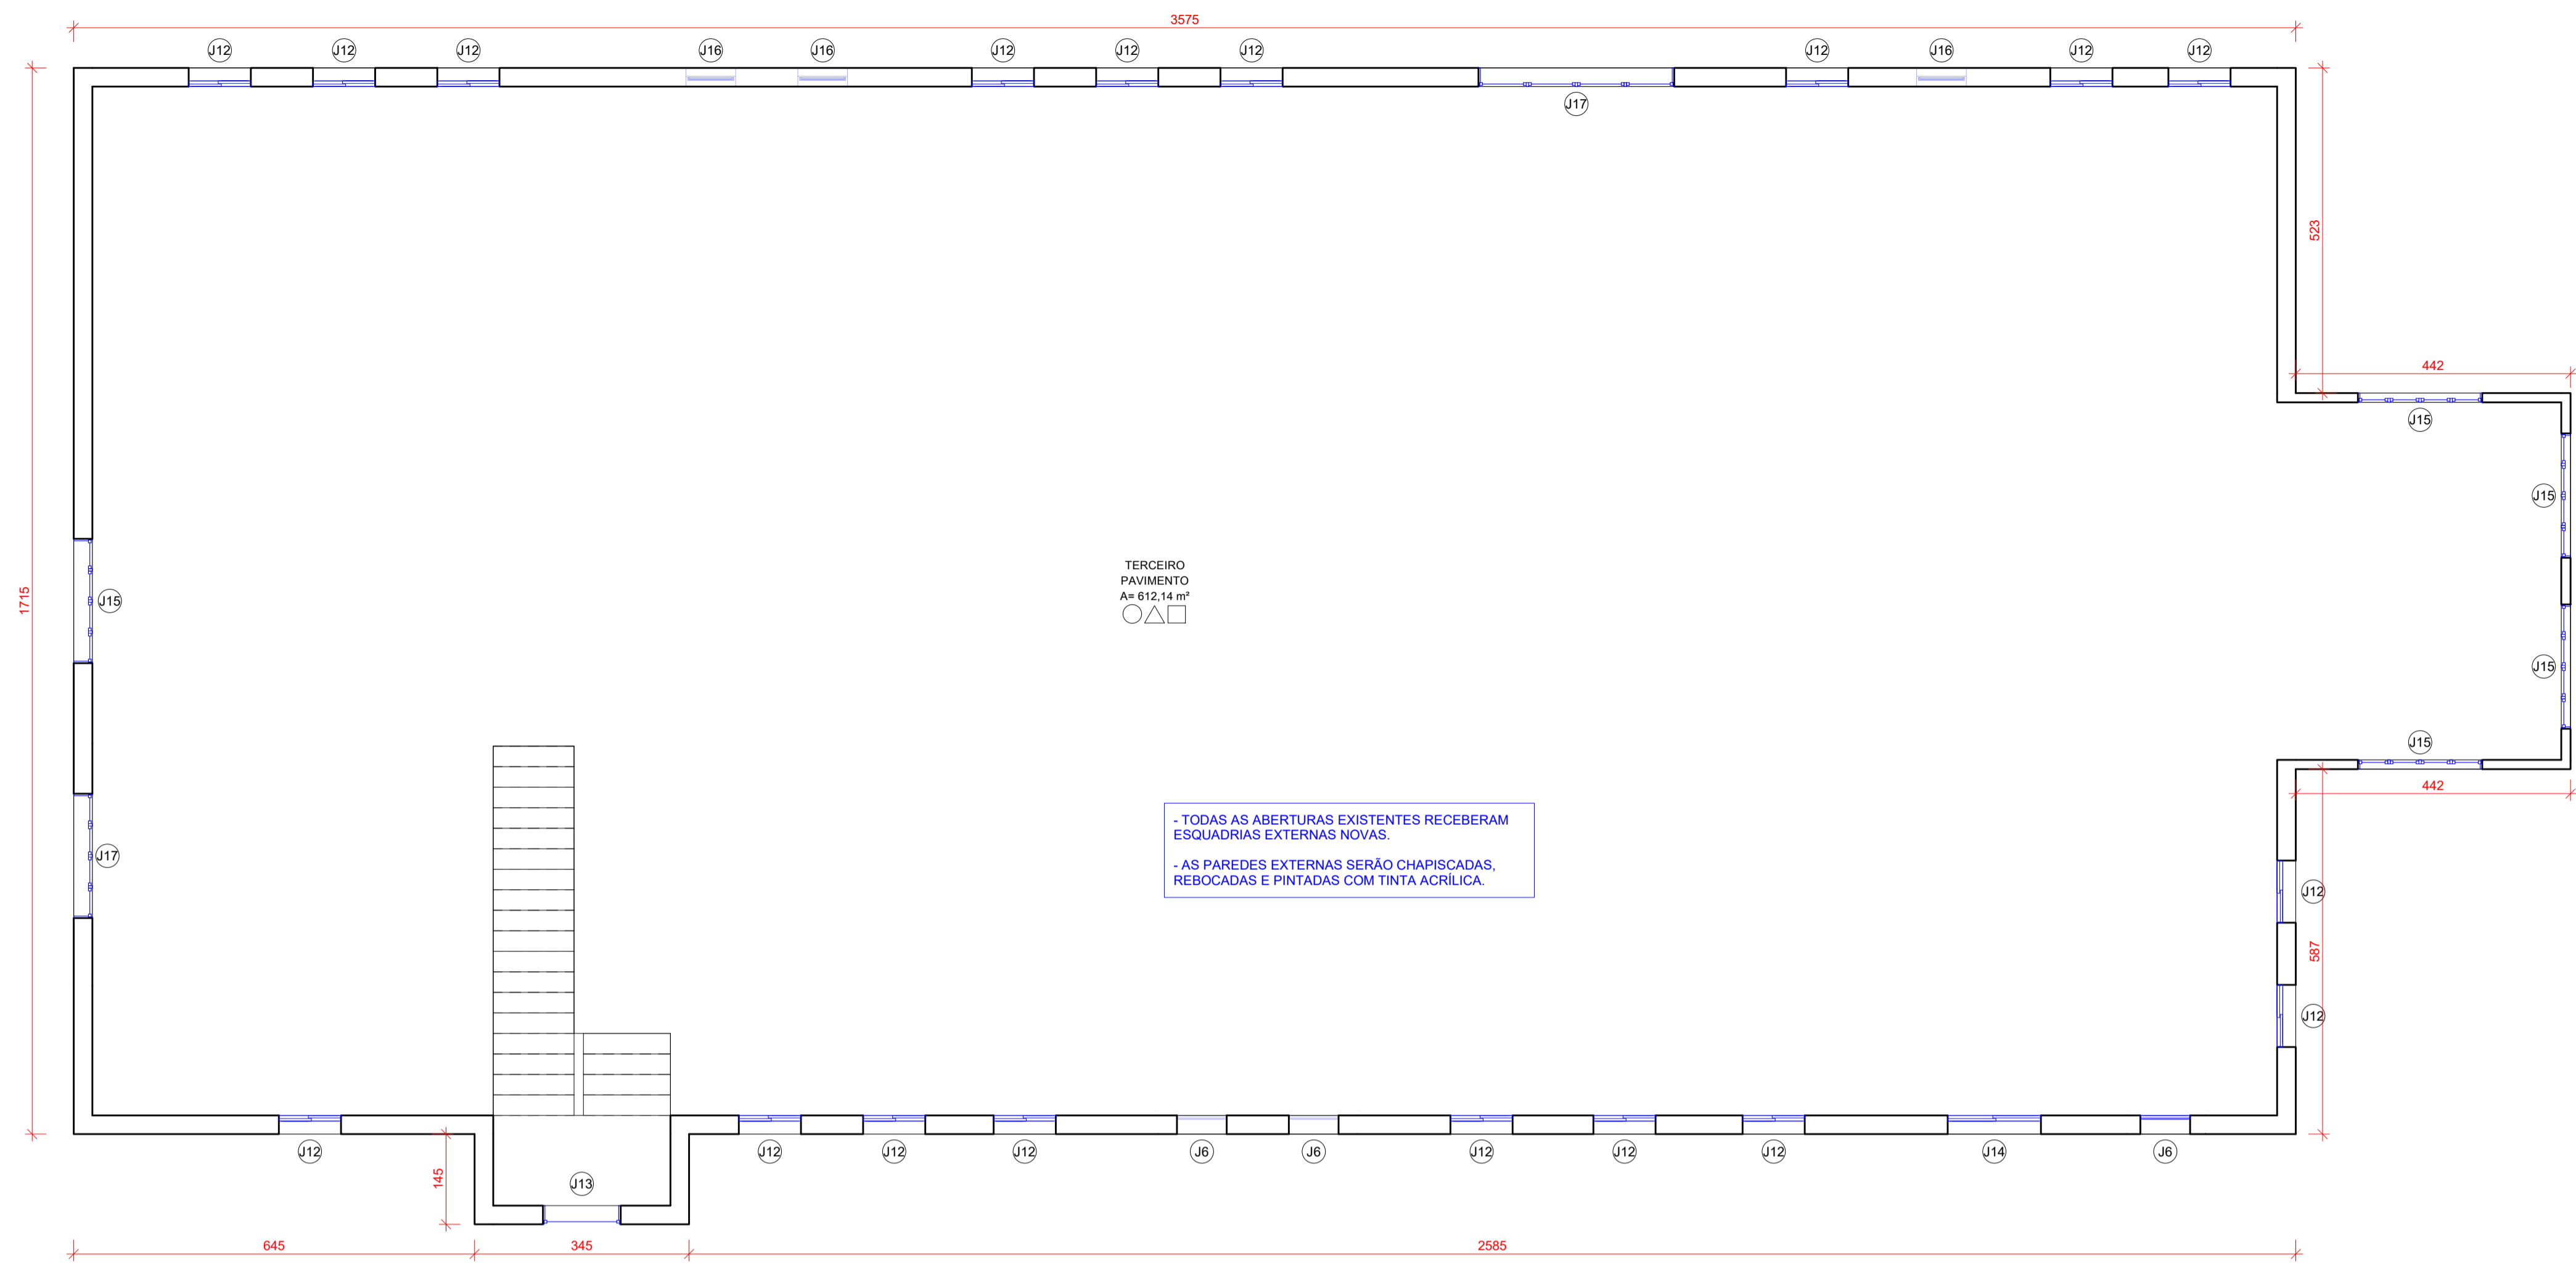 3575
J12 J12 J12 J16 J16 J12 J12 J12 J12 J16 J12 J12
J17
523
442
J15
J15
TERCEIRO
PAVIMENTO
A= 612,14 m²
1715
J15
J15
J15
442
- TODAS AS ABERTURAS EXISTENTES RECEBERAM
ESQUADRIAS EXTERNAS NOVAS.
- AS PAREDES EXTERNAS SERÃO CHAPISCADAS,
REBOCADAS E PINTADAS COM TINTA ACRÍLICA.
J17
J12
587
J12
J12 J12 J12 J12 J6 J6 J12 J12 J12 J14 J6
145
J13
645 345 2585